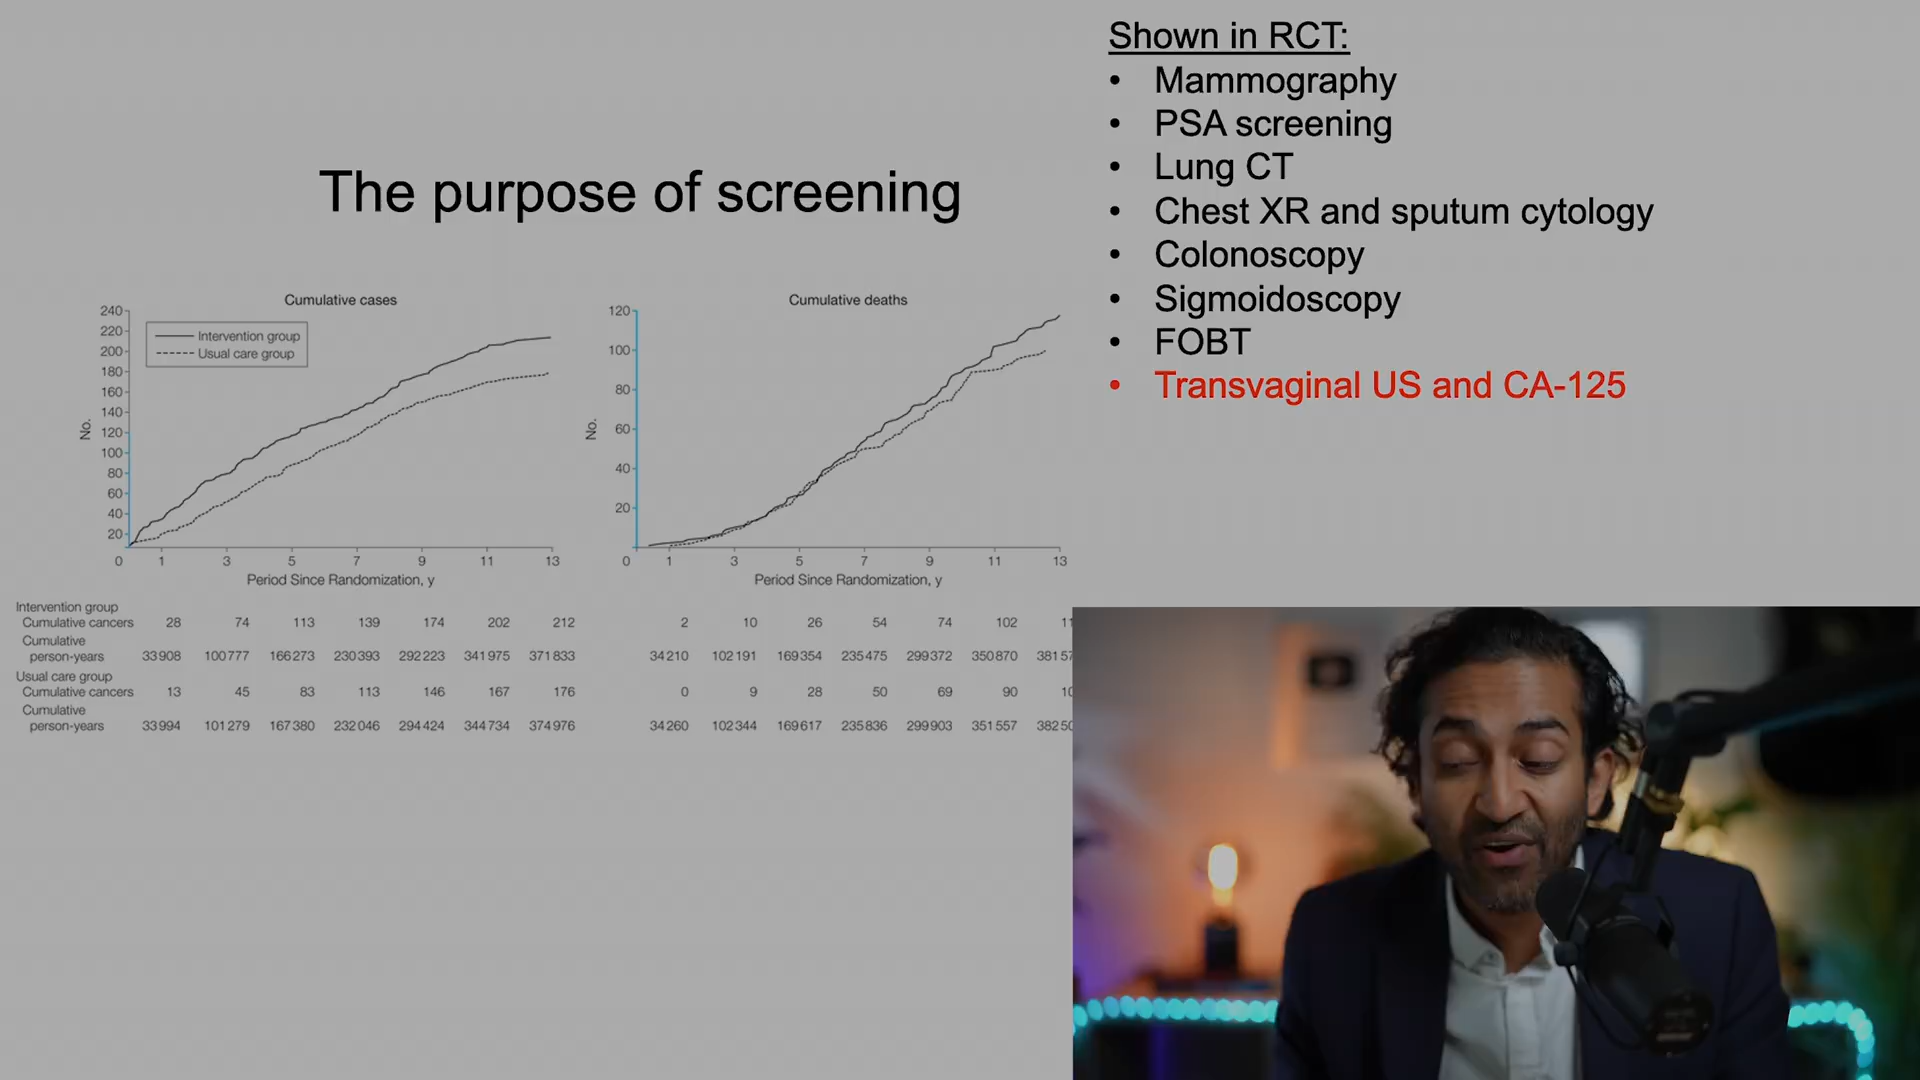 The purpose of screening
Cumulative cases
240
220
200
180
160
140
120
100
80
60
40
20
0
No.
Intervention group
Usual care group
1 3 5 7 9 11 13
Period Since Randomization, y
Cumulative deaths
120
100
80
60
40
20
0
No.
1 3 5 7 9 11 13
Period Since Randomization, y
Intervention group
Cumulative cancers 28 74 113 139 174 202 212 2 10 26 54 74 102
Cumulative
person-years 33908 100777 166273 230393 292223 341975 371833 34210 102191 169354 235475 299372 350870
Usual care group
Cumulative cancers 13 45 83 113 146 167 176 0 9 28 50 69 90
Cumulative
person-years 33994 101279 167380 232046 294424 344734 374976 34260 102344 169617 235836 299903 351557
Shown in RCT:
• Mammography
• PSA screening
• Lung CT
• Chest XR and sputum cytology
• Colonoscopy
• Sigmoidoscopy
• FOBT
• Transvaginal US and CA-125